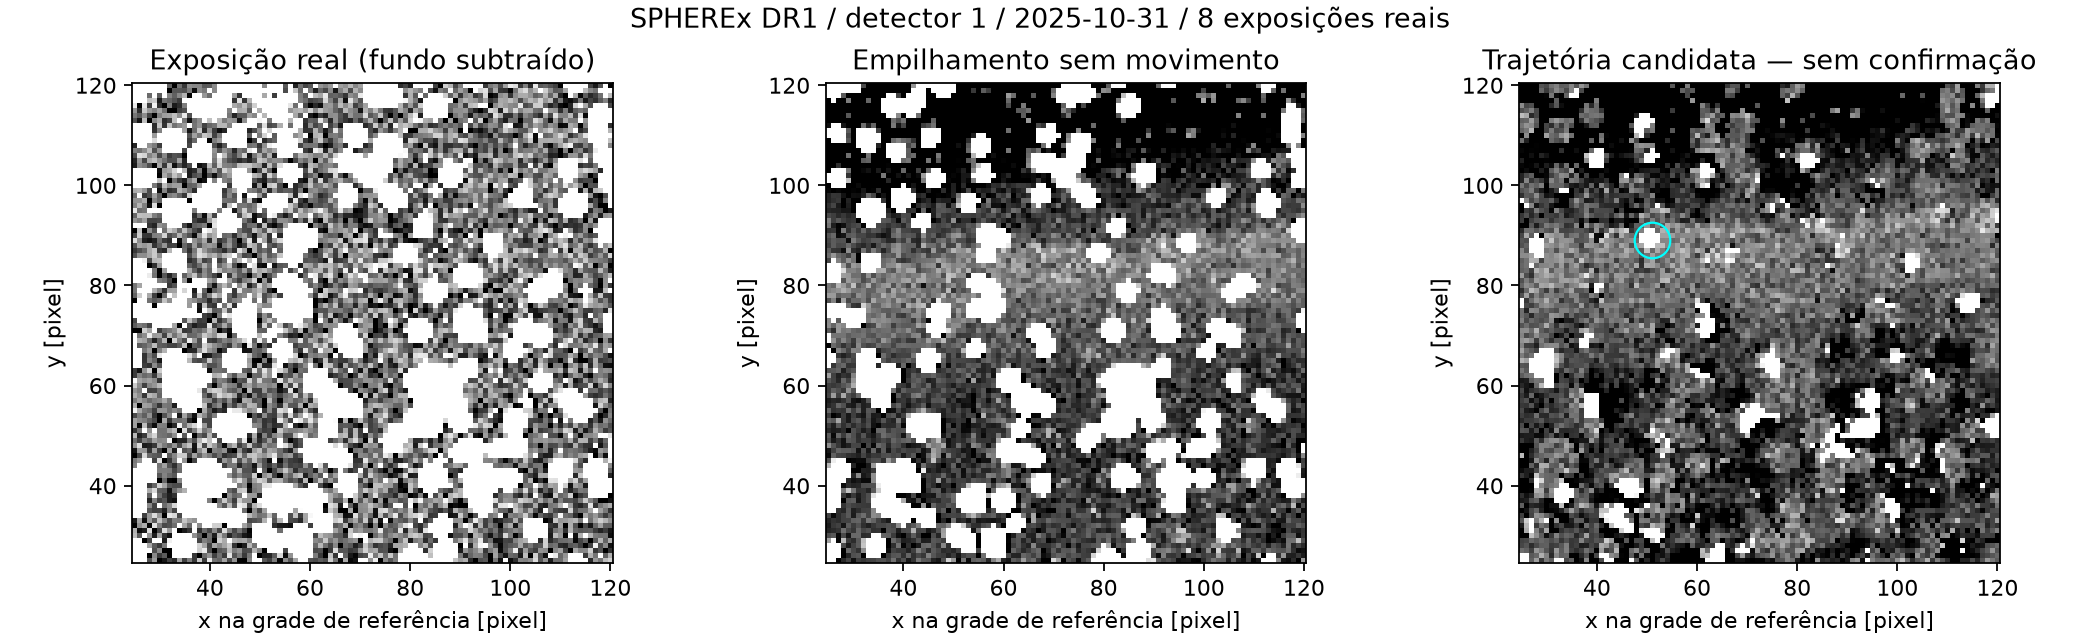 SPHEREx DR1 / detector 1 / 2025-10-31 / 8 exposições reais
Exposição real (fundo subtraído)
Empilhamento sem movimento
Trajetória candidata — sem confirmação
120
100
80
60
40
y [pixel]
40 60 80 100 120
x na grade de referência [pixel]
120
100
80
60
40
y [pixel]
40 60 80 100 120
x na grade de referência [pixel]
120
100
80
60
40
y [pixel]
40 60 80 100 120
x na grade de referência [pixel]